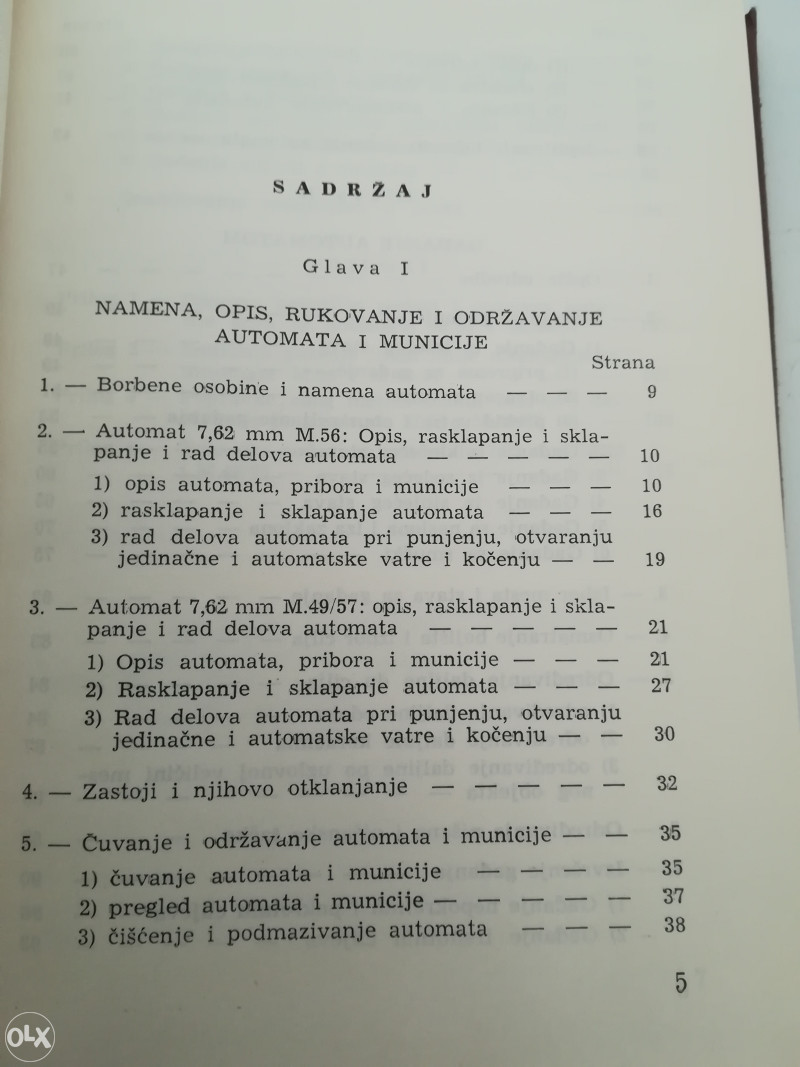 SADRŽAJ
Glava I
NAMENA, OPIS, RUKOVANJE I ODRŽAVANJE
AUTOMATA I MUNICIJE
Strana
1. — Borbene osobine i namena automata — — — 9
2. — Automat 7,62 mm M.56: Opis, rasklapanje i skla-
panje i rad delova automata — — — — — 10
1) opis automata, pribora i municije — — — 10
2) rasklapanje i sklapanje automata — — — 16
3) rad delova automata pri punjenju, otvaranju
jedinačne i automatske vatre i kočenju — — 19
3. — Automat 7,62 mm M.49/57: opis, rasklapanje i skla-
panje i rad delova automata — — — — — 21
1) Opis automata, pribora i municije — — — 21
2) Rasklapanje i sklapanje automata — — — 27
3) Rad delova automata pri punjenju, otvaranju
jedinačne i automatske vatre i kočenju — — 30
4. — Zastoji i njihovo otklanjanje — — — — — 32
5. — Čuvanje i održavanje automata i municije — — 35
1) čuvanje automata i municije — — — — 35
2) pregled automata i municije — — — — — 37
3) čišćenje i podmazivanje automata — — — 38
5
OLX